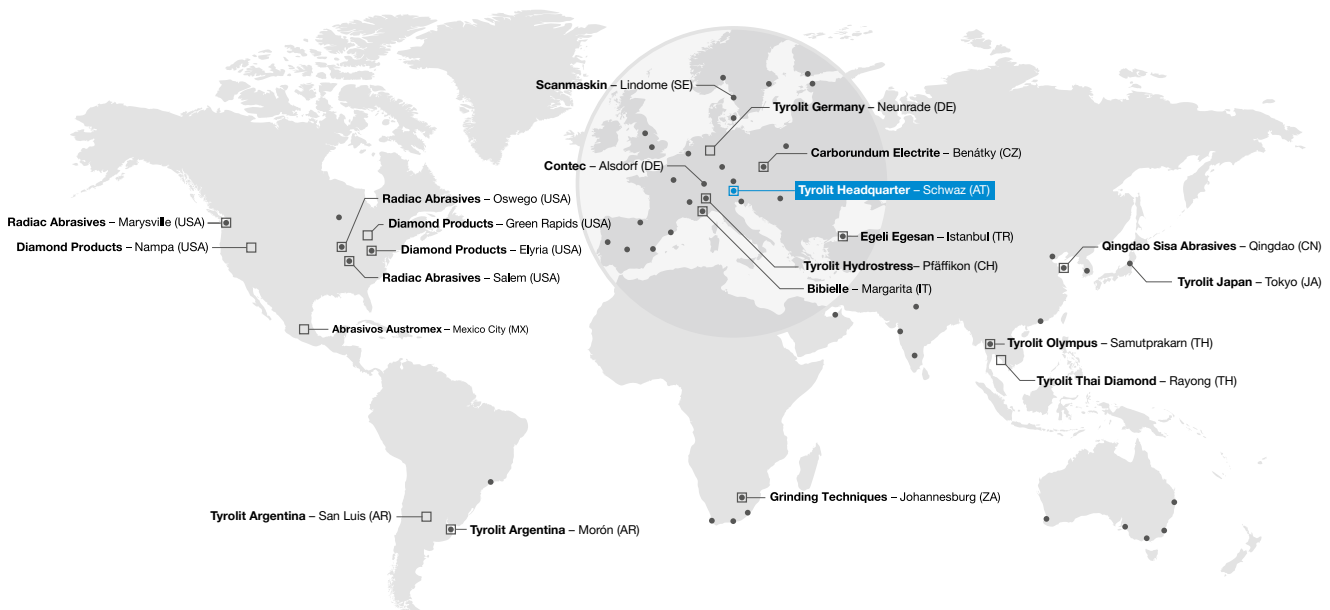 Scanmaskin – Lindome (SE)
Tyrolit Germany – Neunrade (DE)
Carborundum Electrite – Benátky (CZ)
Contec – Alsdorf (DE)
Tyrolit Headquarter – Schwaz (AT)
Radiac Abrasives – Oswego (USA)
Radiac Abrasives – Marysville (USA)
Diamond Products – Green Rapids (USA)
Egeli Egesan – Istanbul (TR)
Diamond Products – Nampa (USA)
Diamond Products – Elyria (USA)
Qingdao Sisa Abrasives – Qingdao (CN)
Tyrolit Hydrostress– Pfäffikon (CH)
Radiac Abrasives – Salem (USA)
Tyrolit Japan – Tokyo (JA)
Bibielle – Margarita (IT)
Abrasivos Austromex – Mexico City (MX)
Tyrolit Olympus – Samutprakarn (TH)
Tyrolit Thai Diamond – Rayong (TH)
Grinding Techniques – Johannesburg (ZA)
Tyrolit Argentina – San Luis (AR)
Tyrolit Argentina – Morón (AR)